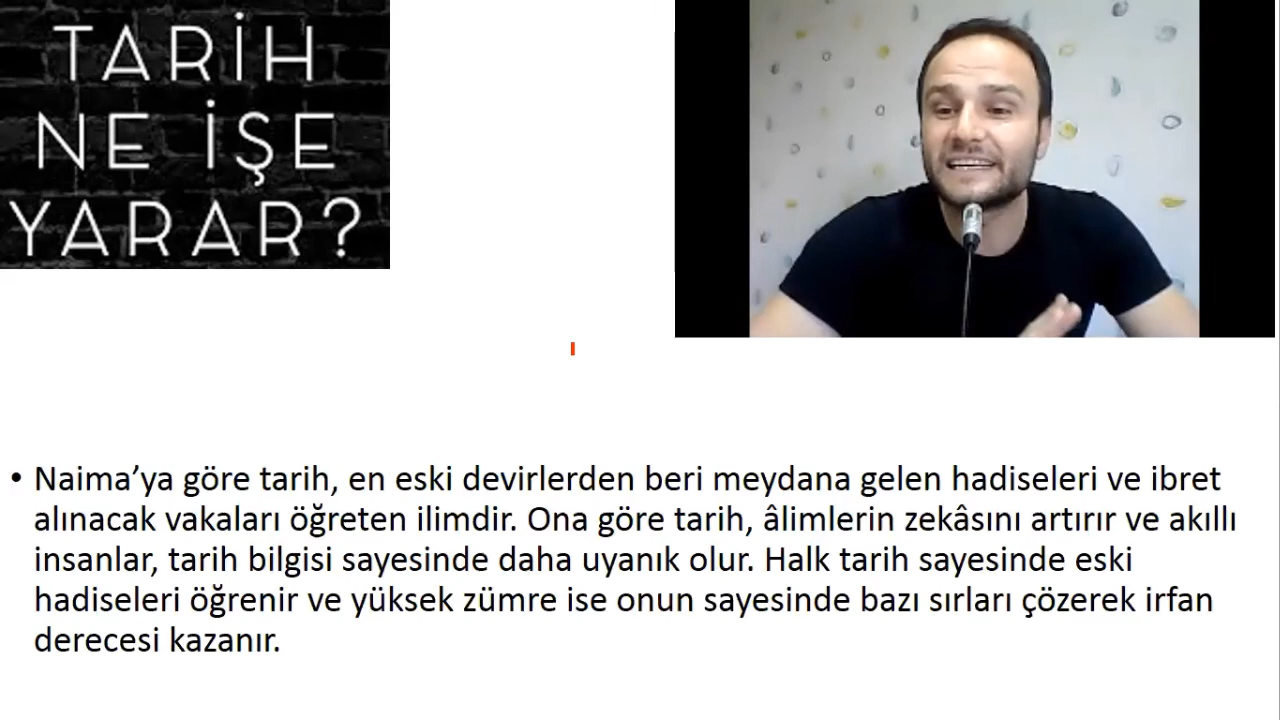 TARİH
NE İŞE
YARAR?
• Naima’ya göre tarih, en eski devirlerden beri meydana gelen hadiseleri ve ibret
alınacak vakaları öğreten ilimdir. Ona göre tarih, âlimlerin zekâsını artırır ve akıllı
insanlar, tarih bilgisi sayesinde daha uyanık olur. Halk tarih sayesinde eski
hadiseleri öğrenir ve yüksek zümre ise onun sayesinde bazı sırları çözerek irfan
derecesi kazanır.